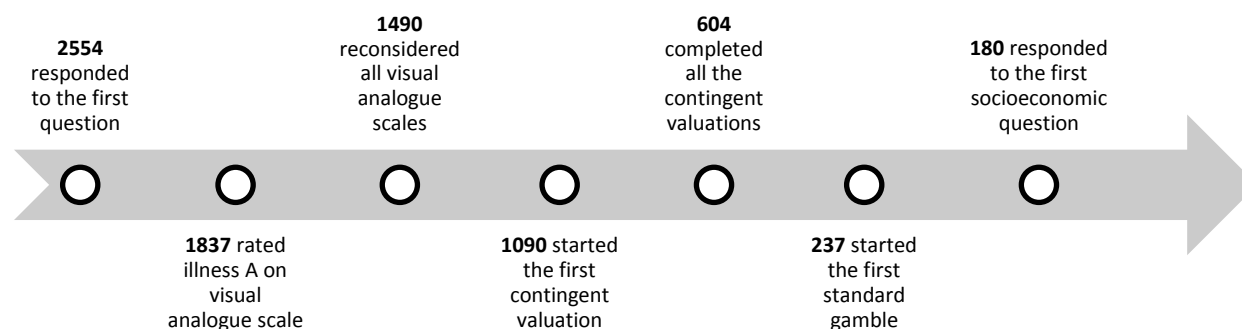 2554
responded
to the first
question
1837 rated
illness A on
visual
analogue scale
1490
reconsidered
all visual
analogue
scales
1090 started
the first
contingent
valuation
604
completed
all the
contingent
valuations
237 started
the first
standard
gamble
180 responded
to the first
socioeconomic
question